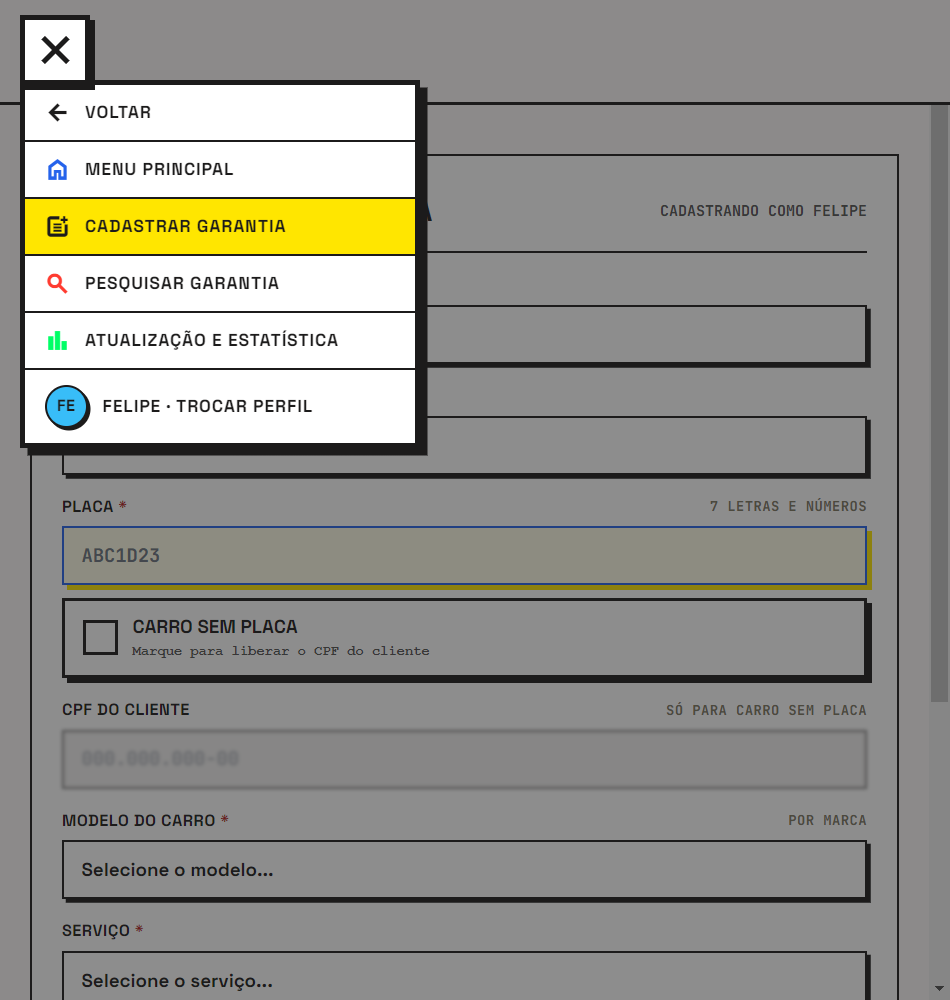 VOLTAR
MENU PRINCIPAL
CADASTRAR GARANTIA
CADASTRANDO COMO FELIPE
PESQUISAR GARANTIA
ATUALIZAÇÃO E ESTATÍSTICA
FE FELIPE · TROCAR PERFIL
PLACA * 7 LETRAS E NÚMEROS
ABC1D23
CARRO SEM PLACA
Marque para liberar o CPF do cliente
CPF DO CLIENTE SÓ PARA CARRO SEM PLACA
000.000.000-00
MODELO DO CARRO * POR MARCA
Selecione o modelo...
SERVIÇO *
Selecione o serviço...